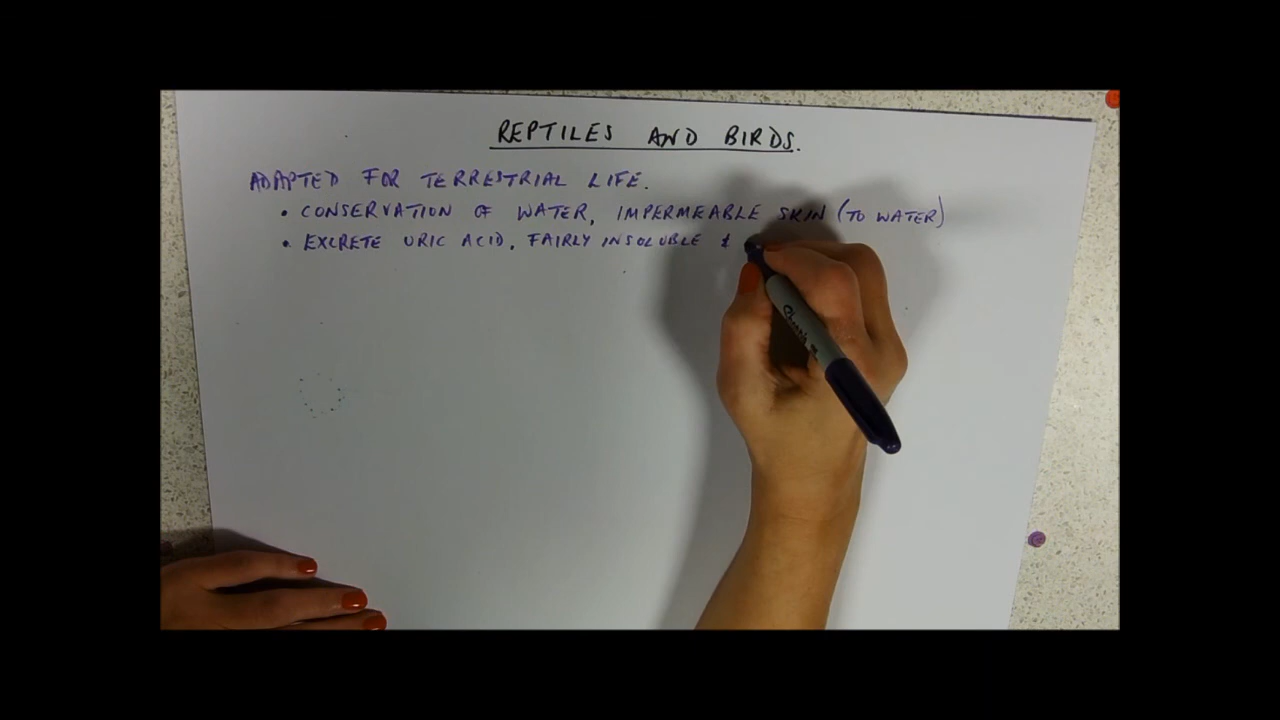 REPTILES AND BIRDS.
ADAPTED FOR TERRESTRIAL LIFE.
• CONSERVATION OF WATER, IMPERMEABLE SKIN (TO WATER)
• EXCRETE URIC ACID, FAIRLY INSOLUBLE &
Sharpie